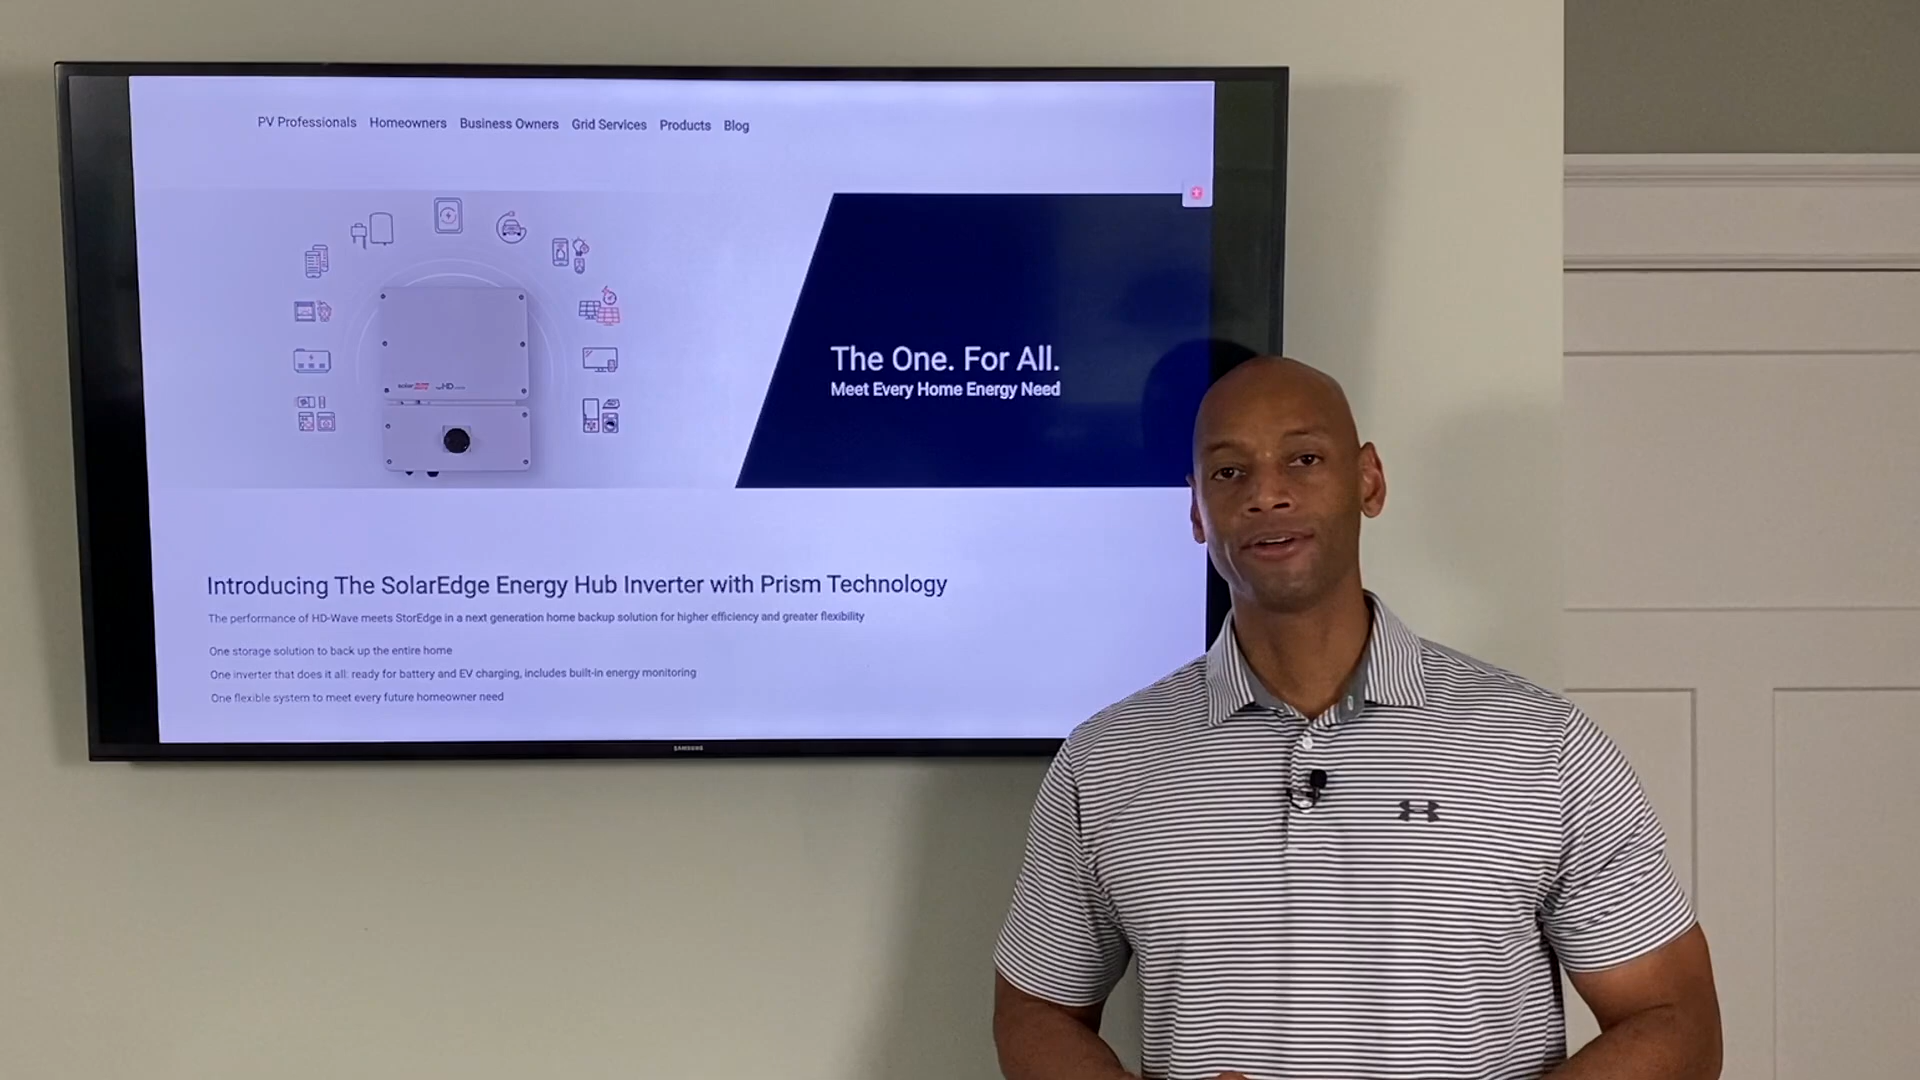 PV Professionals Homeowners Business Owners Grid Services Products Blog
solar edge HD
The One. For All.
Meet Every Home Energy Need
Introducing The SolarEdge Energy Hub Inverter with Prism Technology
The performance of HD-Wave meets StorEdge in a next generation home backup solution for higher efficiency and greater flexibility
One storage solution to back up the entire home
One inverter that does it all: ready for battery and EV charging, includes built-in energy monitoring
One flexible system to meet every future homeowner need
SAMSUNG